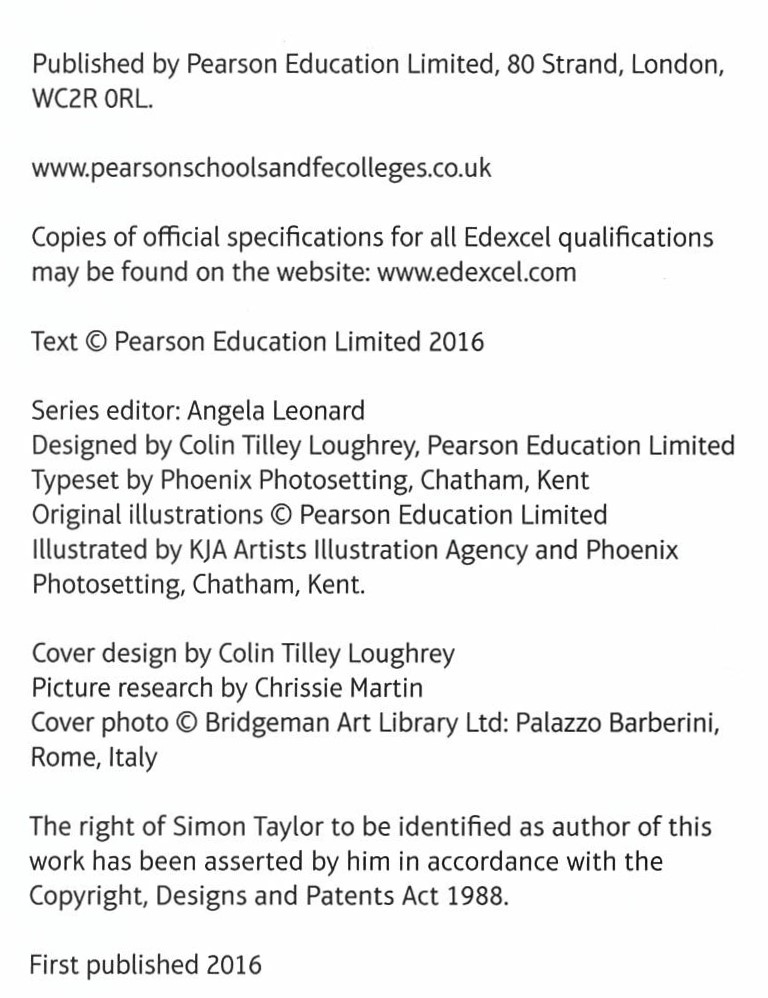 Published by Pearson Education Limited, 80 Strand, London,
WC2R 0RL.
www.pearsonschoolsandfecolleges.co.uk
Copies of official specifications for all Edexcel qualifications
may be found on the website: www.edexcel.com
Text © Pearson Education Limited 2016
Series editor: Angela Leonard
Designed by Colin Tilley Loughrey, Pearson Education Limited
Typeset by Phoenix Photosetting, Chatham, Kent
Original illustrations © Pearson Education Limited
Illustrated by KJA Artists Illustration Agency and Phoenix
Photosetting, Chatham, Kent.
Cover design by Colin Tilley Loughrey
Picture research by Chrissie Martin
Cover photo © Bridgeman Art Library Ltd: Palazzo Barberini,
Rome, Italy
The right of Simon Taylor to be identified as author of this
work has been asserted by him in accordance with the
Copyright, Designs and Patents Act 1988.
First published 2016